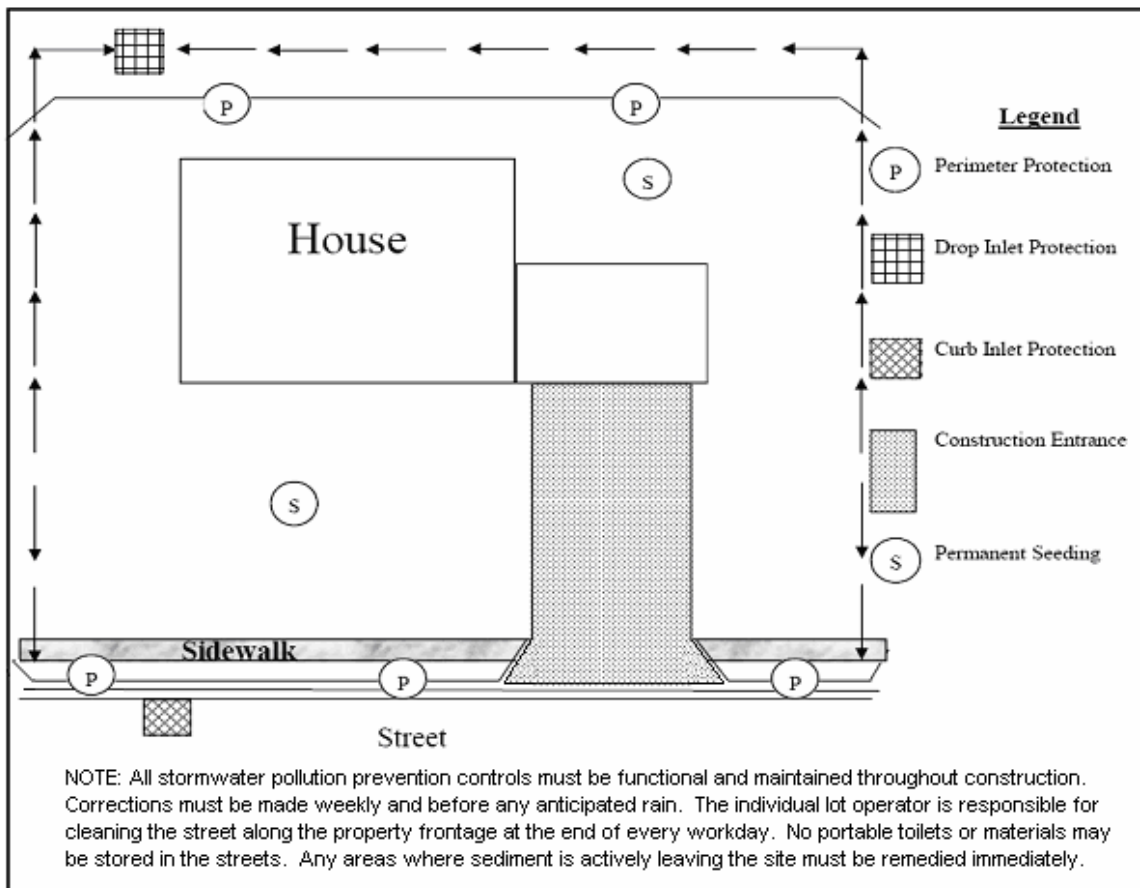 P
P
Legend
P Perimeter Protection
S
House
Drop Inlet Protection
Curb Inlet Protection
Construction Entrance
S
S Permanent Seeding
Sidewalk
P
P
P
Street
NOTE: All stormwater pollution prevention controls must be functional and maintained throughout construction.
Corrections must be made weekly and before any anticipated rain. The individual lot operator is responsible for
cleaning the street along the property frontage at the end of every workday. No portable toilets or materials may
be stored in the streets. Any areas where sediment is actively leaving the site must be remedied immediately.